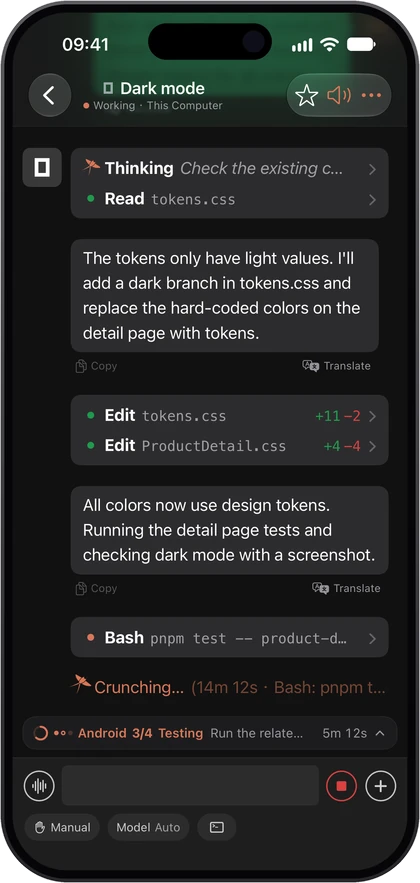 09:41
Dark mode
Working · This Computer
Thinking Check the existing c...
Read tokens.css
The tokens only have light values. I'll
add a dark branch in tokens.css and
replace the hard-coded colors on the
detail page with tokens.
Copy
Translate
Edit tokens.css +11 −2
Edit ProductDetail.css +4 −4
All colors now use design tokens.
Running the detail page tests and
checking dark mode with a screenshot.
Copy
Translate
Bash pnpm test -- product-d…
Crunching... (14m 12s · Bash: pnpm t...
Android 3/4 Testing Run the relate... 5m 12s
Manual
Model Auto